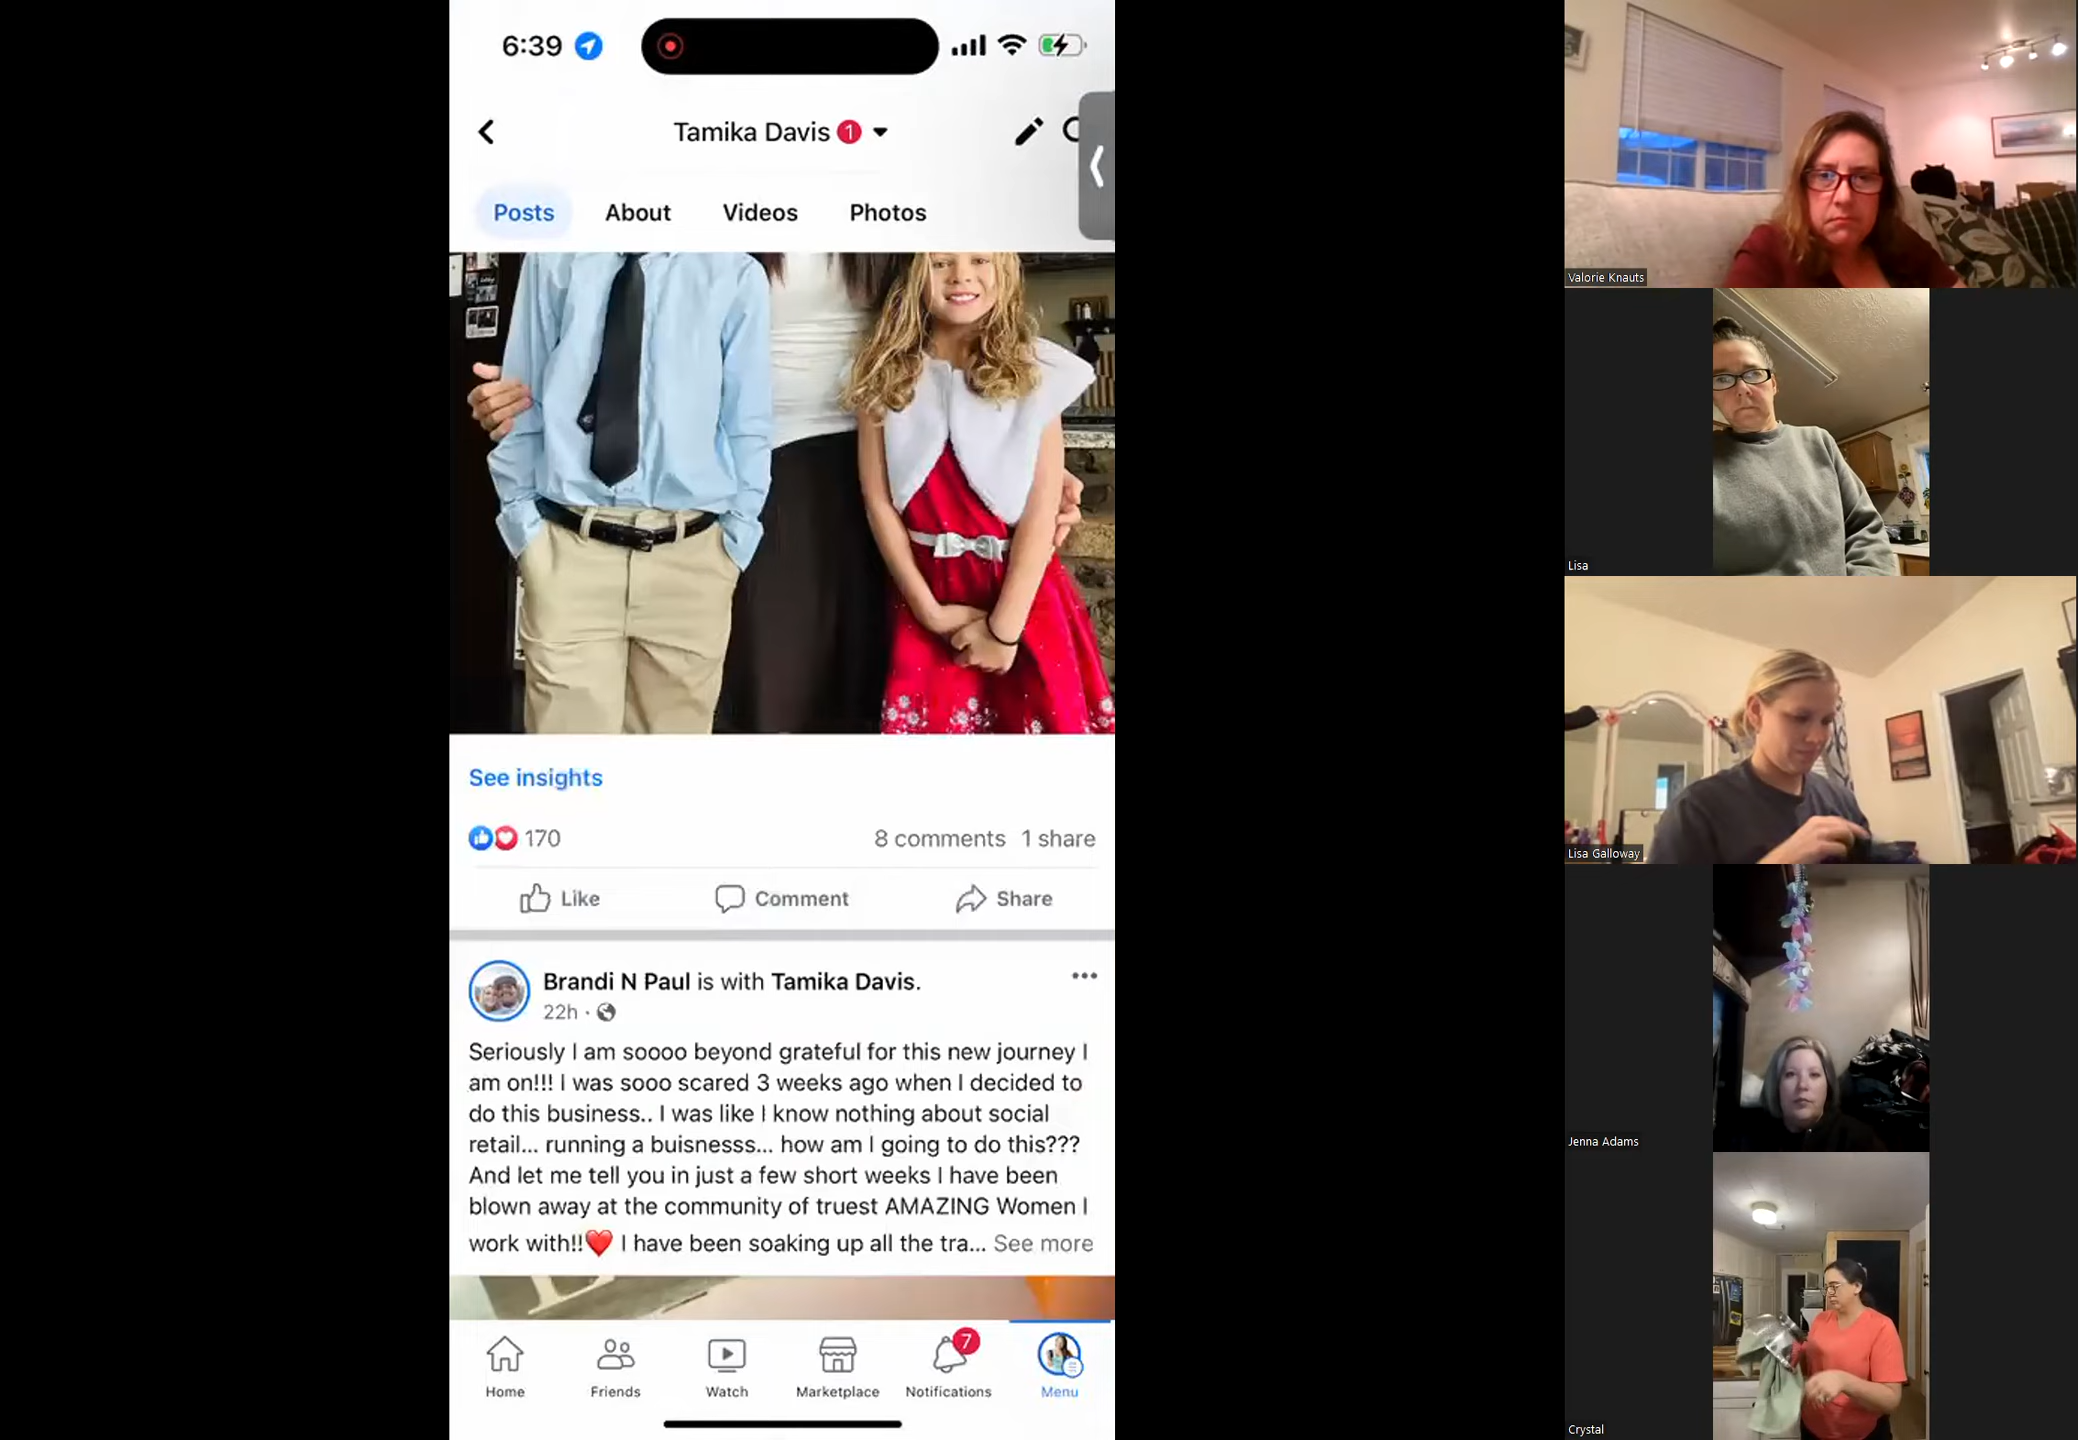 6:39
Tamika Davis 1
Posts About Videos Photos
See insights
170 8 comments 1 share
Like Comment Share
Brandi N Paul is with Tamika Davis.
22h ·
Seriously I am soooo beyond grateful for this new journey I
am on!!! I was sooo scared 3 weeks ago when I decided to
do this business.. I was like I know nothing about social
retail... running a buisnesss... how am I going to do this???
And let me tell you in just a few short weeks I have been
blown away at the community of truest AMAZING Women I
work with!!❤️ I have been soaking up all the tra... See more
7
Home Friends Watch Marketplace Notifications Menu
Valorie Knauts
Lisa
Lisa Galloway
Jenna Adams
Crystal